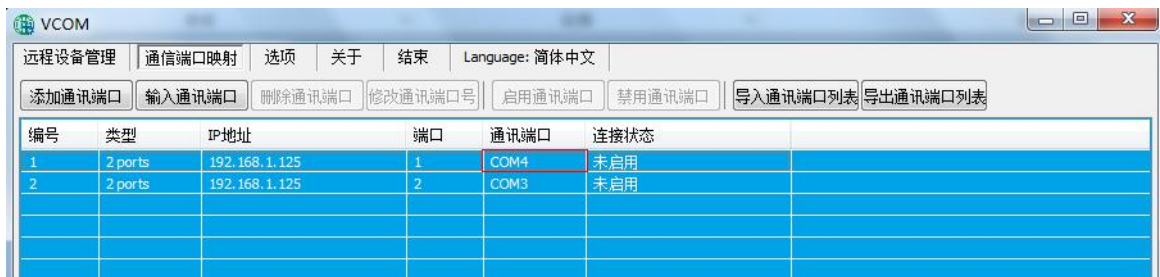 VCOM
远程设备管理 通信端口映射 选项 关于 结束 Language: 简体中文
添加通讯端口 输入通讯端口 删除通讯端口 修改通讯端口号 启用通讯端口 禁用通讯端口 导入通讯端口列表 导出通讯端口列表
编号 类型 IP地址 端口 通讯端口 连接状态
1 2 ports 192.168.1.125 1 COM4 未启用
2 2 ports 192.168.1.125 2 COM3 未启用